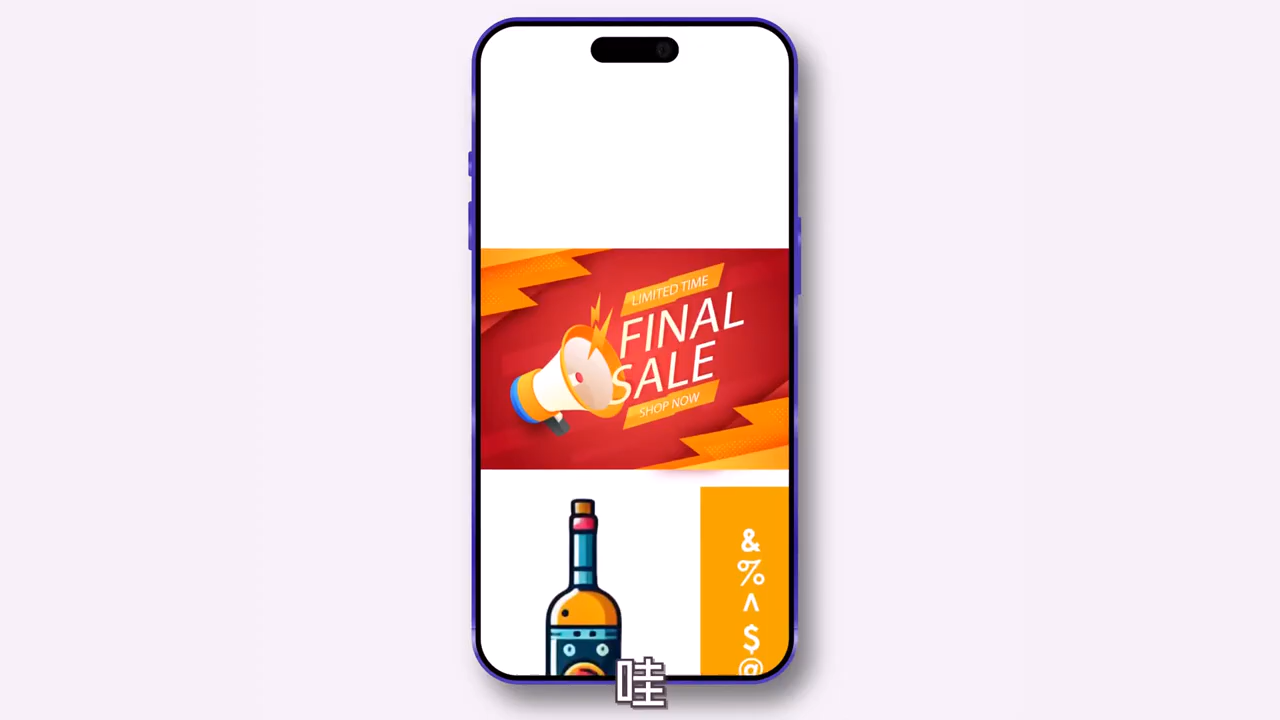 LIMITED TIME
FINAL
SALE
SHOP NOW
&
%
^
$
@
哇